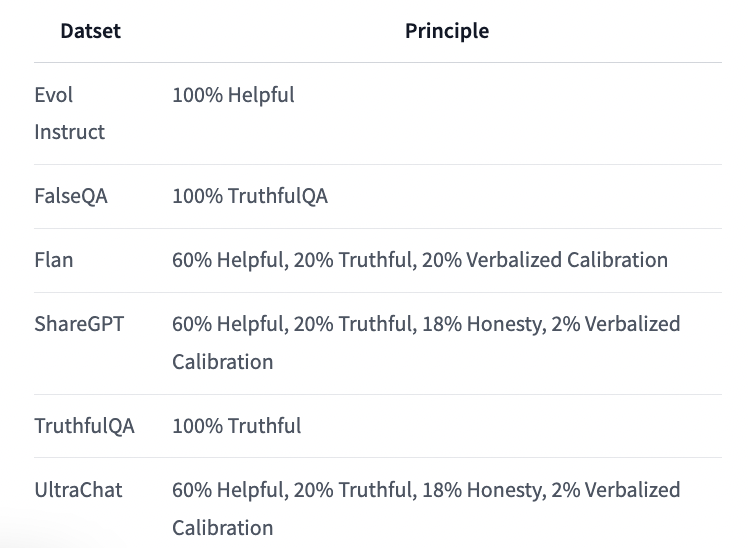 Datset Principle
Evol 100% Helpful
Instruct
FalseQA 100% TruthfulQA
Flan 60% Helpful, 20% Truthful, 20% Verbalized Calibration
ShareGPT 60% Helpful, 20% Truthful, 18% Honesty, 2% Verbalized
Calibration
TruthfulQA 100% Truthful
UltraChat 60% Helpful, 20% Truthful, 18% Honesty, 2% Verbalized
Calibration